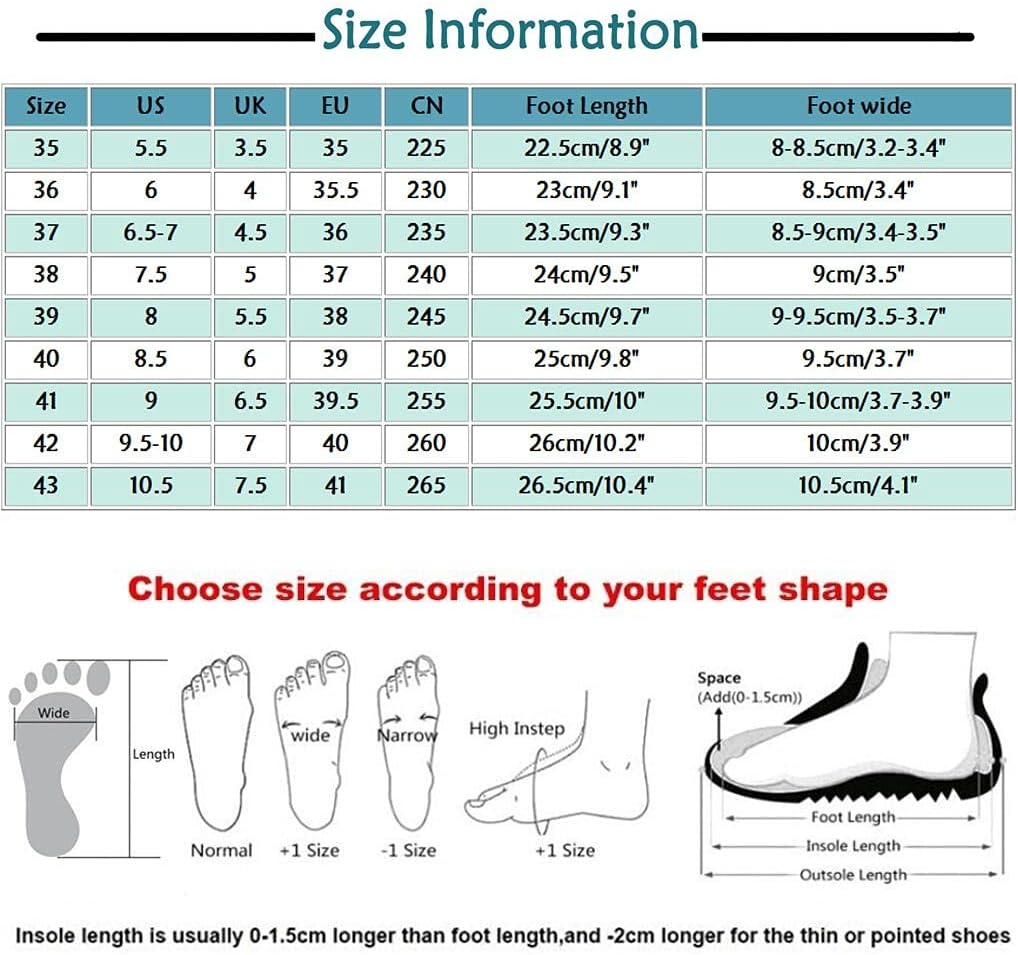 Size Information
Size US UK EU CN Foot Length Foot wide
35 5.5 3.5 35 225 22.5cm/8.9" 8-8.5cm/3.2-3.4"
36 6 4 35.5 230 23cm/9.1" 8.5cm/3.4"
37 6.5-7 4.5 36 235 23.5cm/9.3" 8.5-9cm/3.4-3.5"
38 7.5 5 37 240 24cm/9.5" 9cm/3.5"
39 8 5.5 38 245 24.5cm/9.7" 9-9.5cm/3.5-3.7"
40 8.5 6 39 250 25cm/9.8" 9.5cm/3.7"
41 9 6.5 39.5 255 25.5cm/10" 9.5-10cm/3.7-3.9"
42 9.5-10 7 40 260 26cm/10.2" 10cm/3.9"
43 10.5 7.5 41 265 26.5cm/10.4" 10.5cm/4.1"
Choose size according to your feet shape
Wide
Length
Normal
wide
+1 Size
Narrow
-1 Size
High Instep
+1 Size
Space
(Add(0-1.5cm))
Foot Length
Insole Length
Outsole Length
Insole length is usually 0-1.5cm longer than foot length,and -2cm longer for the thin or pointed shoes